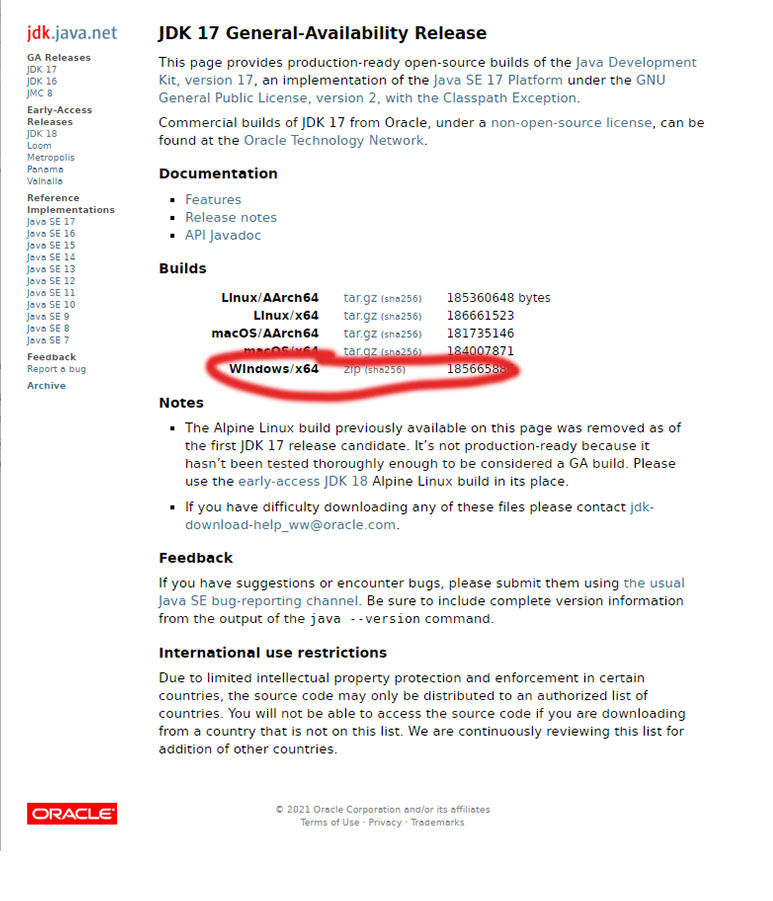 jdk.java.net
GA Releases
JDK 17
JDK 16
JMC 8
Early-Access
Releases
JDK 18
Loom
Metropolis
Panama
Valhalla
Reference
Implementations
Java SE 17
Java SE 16
Java SE 15
Java SE 14
Java SE 13
Java SE 12
Java SE 11
Java SE 10
Java SE 9
Java SE 8
Java SE 7
Feedback
Report a bug
Archive
JDK 17 General-Availability Release
This page provides production-ready open-source builds of the Java Development
Kit, version 17, an implementation of the Java SE 17 Platform under the GNU
General Public License, version 2, with the Classpath Exception.
Commercial builds of JDK 17 from Oracle, under a non-open-source license, can be
found at the Oracle Technology Network.
Documentation
▪ Features
▪ Release notes
▪ API Javadoc
Builds
Linux/AArch64 tar.gz (sha256) 185360648 bytes
Linux/x64 tar.gz (sha256) 186661523
macOS/AArch64 tar.gz (sha256) 181735146
macOS/x64 tar.gz (sha256) 184007871
Windows/x64 zip (sha256)
Notes
▪ The Alpine Linux build previously available on this page was removed as of
the first JDK 17 release candidate. It’s not production-ready because it
hasn’t been tested thoroughly enough to be considered a GA build. Please
use the early-access JDK 18 Alpine Linux build in its place.
▪ If you have difficulty downloading any of these files please contact jdk-
download-help_ww@oracle.com.
Feedback
If you have suggestions or encounter bugs, please submit them using the usual
Java SE bug-reporting channel. Be sure to include complete version information
from the output of the java --version command.
International use restrictions
Due to limited intellectual property protection and enforcement in certain
countries, the source code may only be distributed to an authorized list of
countries. You will not be able to access the source code if you are downloading
from a country that is not on this list. We are continuously reviewing this list for
addition of other countries.
ORACLE
© 2021 Oracle Corporation and/or its affiliates
Terms of Use · Privacy · Trademarks